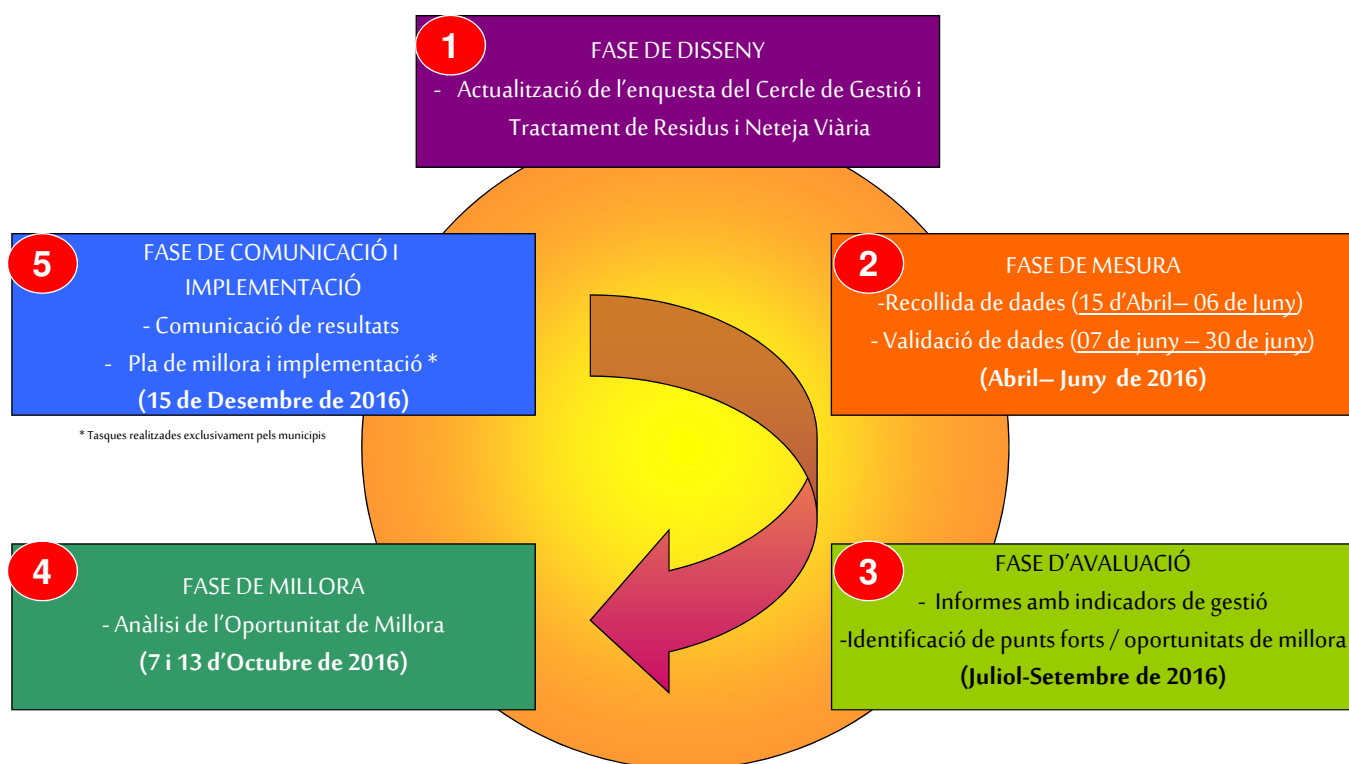 1
FASE DE DISSENY
- Actualització de l'enquesta del Cercle de Gestió i
Tractament de Residus i Neteja Viària
2
FASE DE MESURA
-Recollida de dades (15 d'Abril– 06 de Juny)
- Validació de dades (07 de juny – 30 de juny)
(Abril– Juny de 2016)
3
FASE D'AVALUACIÓ
- Informes amb indicadors de gestió
-Identificació de punts forts / oportunitats de millora
(Juliol-Setembre de 2016)
4
FASE DE MILLORA
- Anàlisi de l'Oportunitat de Millora
(7 i 13 d'Octubre de 2016)
5
FASE DE COMUNICACIÓ I
IMPLEMENTACIÓ
- Comunicació de resultats
- Pla de millora i implementació *
(15 de Desembre de 2016)
* Tasques realitzades exclusivament pels municipis